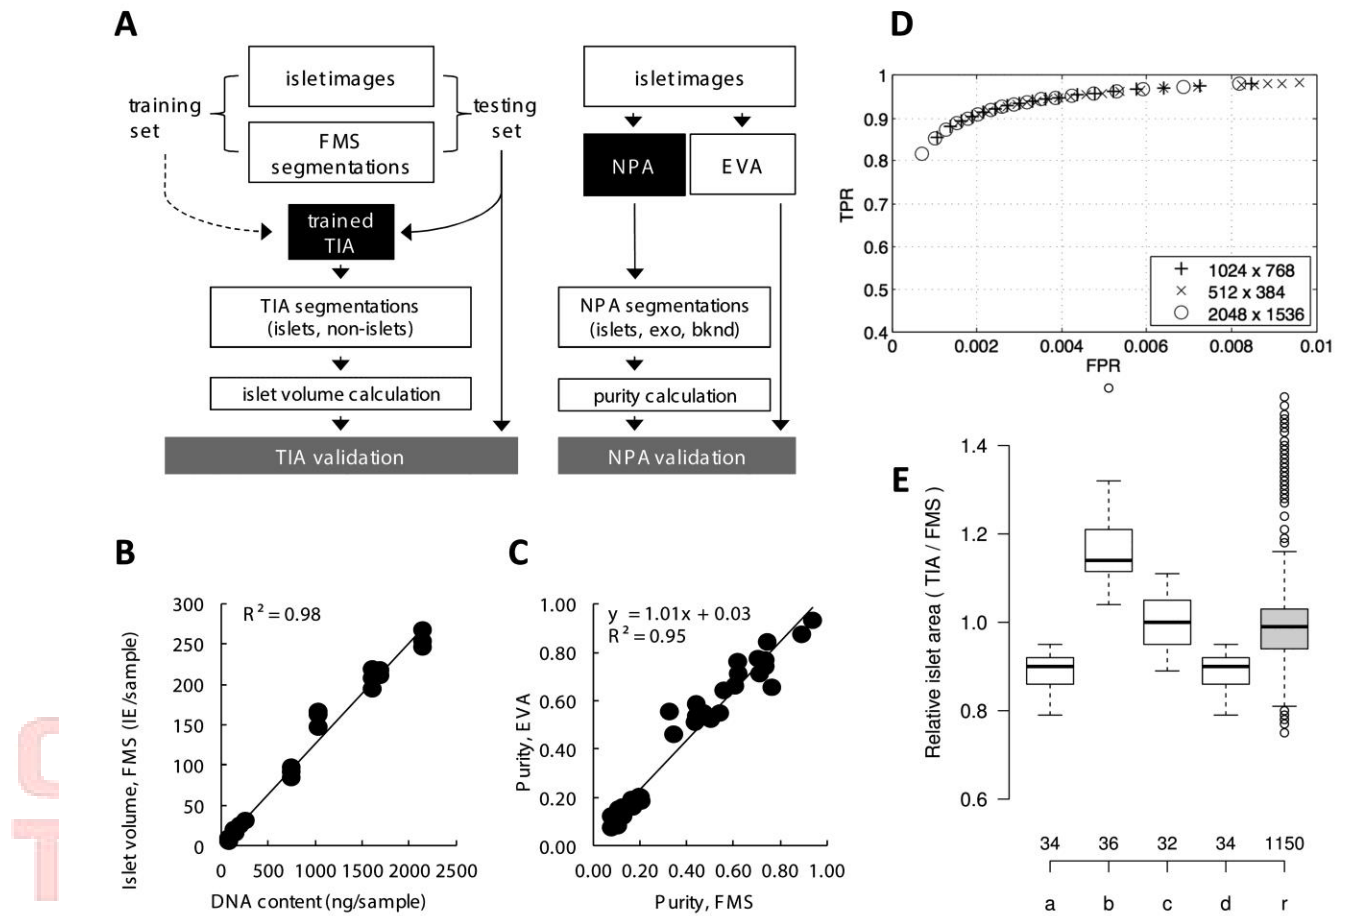 A
islet images
training set
testing set
FMS
segmentations
trained
TIA
TIA segmentations
(islets, non-islets)
islet volume calculation
TIA validation
islet images
NPA
EVA
NPA segmentations
(islets, exo, bknd)
purity calculation
NPA validation
B
R² = 0.98
Islet volume, FMS (IE/sample)
300
250
200
150
100
50
0
0 500 1000 1500 2000 2500
DNA content (ng/sample)
C
y = 1.01x + 0.03
R² = 0.95
Purity, EVA
1.00
0.80
0.60
0.40
0.20
0.00
0.00 0.20 0.40 0.60 0.80 1.00
Purity, FMS
D
TPR
1
0.9
0.8
0.7
0.6
0.5
0.4
1024 x 768
512 x 384
2048 x 1536
0 0.002 0.004 0.006 0.008 0.01
FPR
E
Relative islet area ( TIA / FMS )
1.4
1.2
1.0
0.8
0.6
34 36 32 34 1150
a b c d r